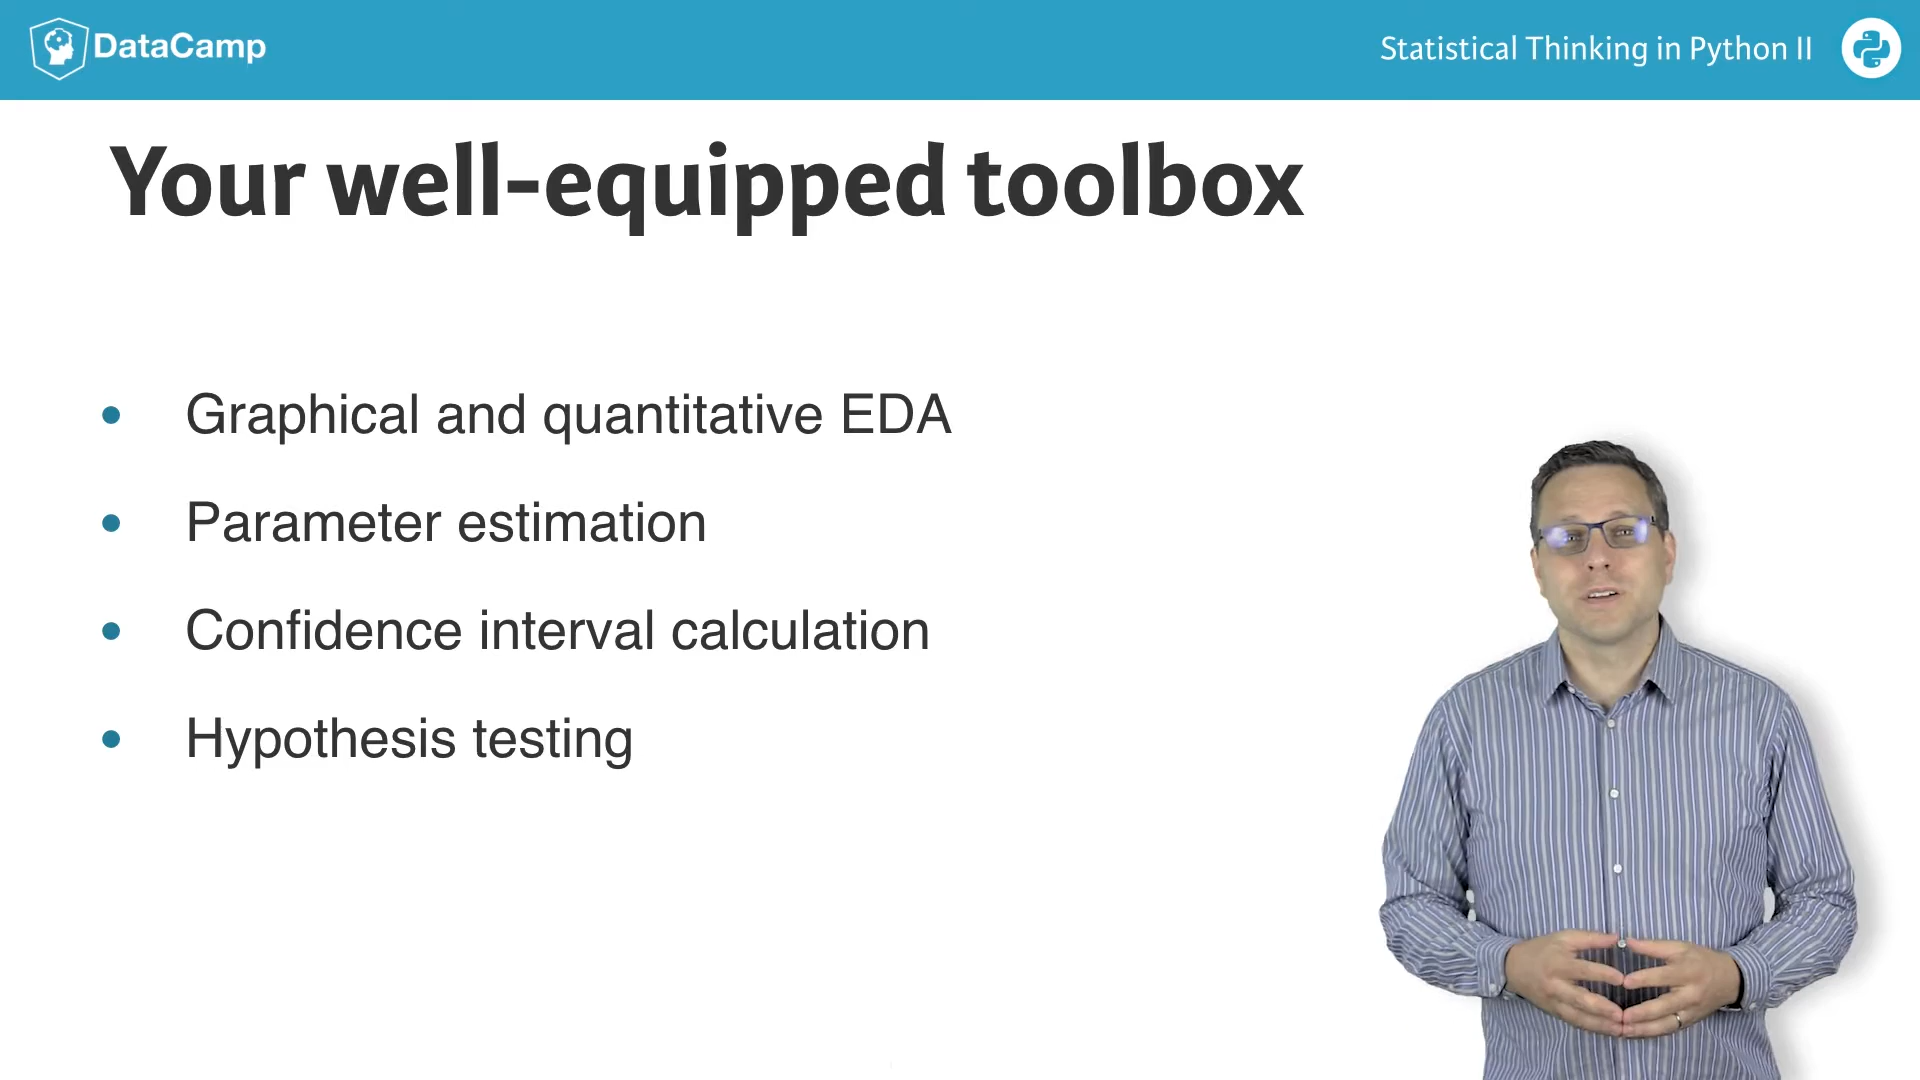 DataCamp
Statistical Thinking in Python II
Your well-equipped toolbox
• Graphical and quantitative EDA
• Parameter estimation
• Confidence interval calculation
• Hypothesis testing